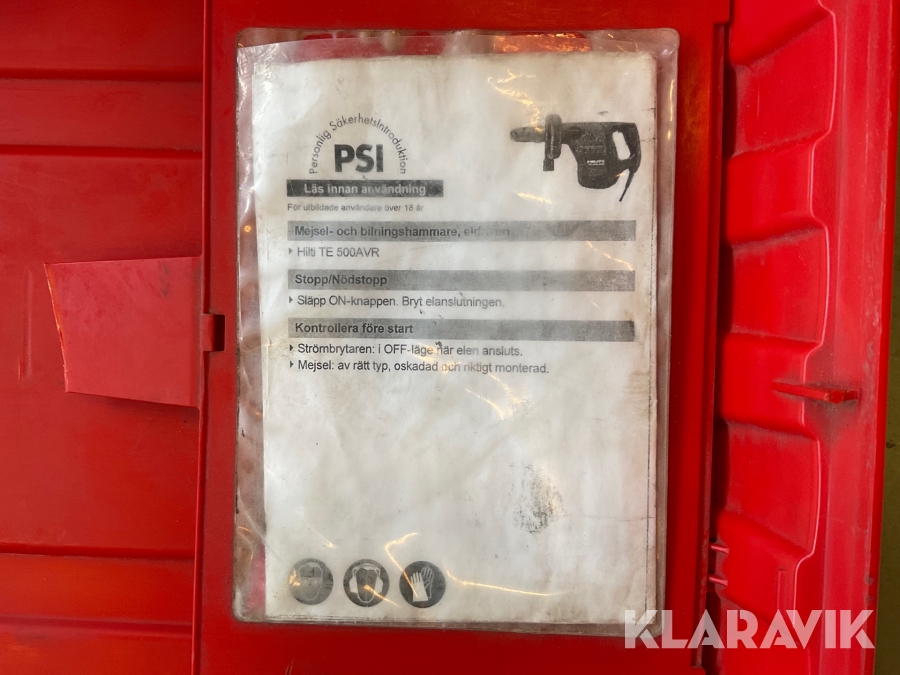 Personlig SäkerhetsIntroduktion
PSI
Läs innan användning
För utbildade användare över 18 år
Mejsel- och bilningshammare,
Hilti TE 500AVR
Stopp/Nödstopp
Släpp ON-knappen. Bryt elanslutningen.
Kontrollera före start
Strömbrytaren: i OFF-läge när elen ansluts.
Mejsel: av rätt typ, oskadad och riktigt monterad.
KLARAVIK